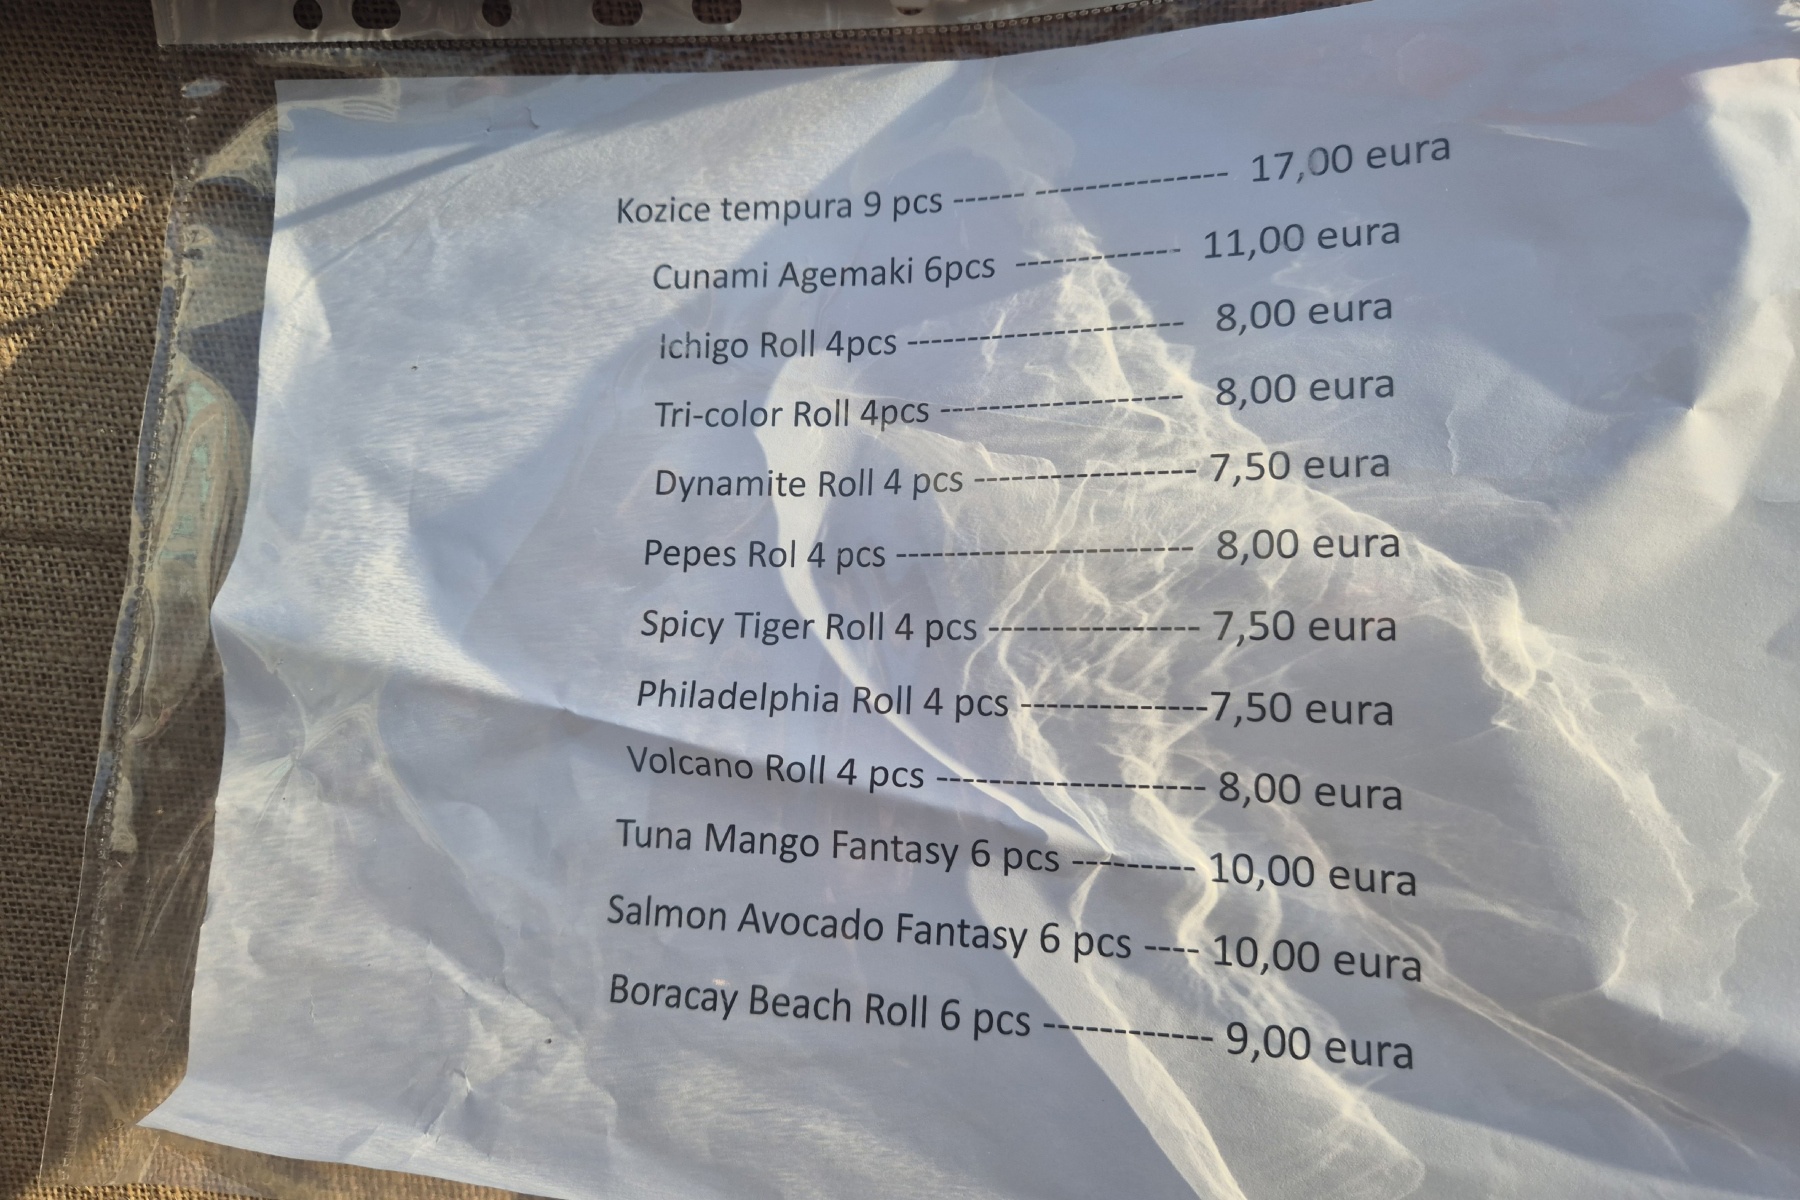 Kozice tempura 9 pcs ------ ---------------- 17,00 eura
Cunami Agemaki 6pcs -------------- 11,00 eura
Ichigo Roll 4pcs ----------------------- 8,00 eura
Tri-color Roll 4pcs -------------------- 8,00 eura
Dynamite Roll 4 pcs ------------------ 7,50 eura
Pepes Rol 4 pcs ----------------------- 8,00 eura
Spicy Tiger Roll 4 pcs ---------------- 7,50 eura
Philadelphia Roll 4 pcs --------------7,50 eura
Volcano Roll 4 pcs -------------------- 8,00 eura
Tuna Mango Fantasy 6 pcs --------- 10,00 eura
Salmon Avocado Fantasy 6 pcs ---- 10,00 eura
Boracay Beach Roll 6 pcs ------------ 9,00 eura